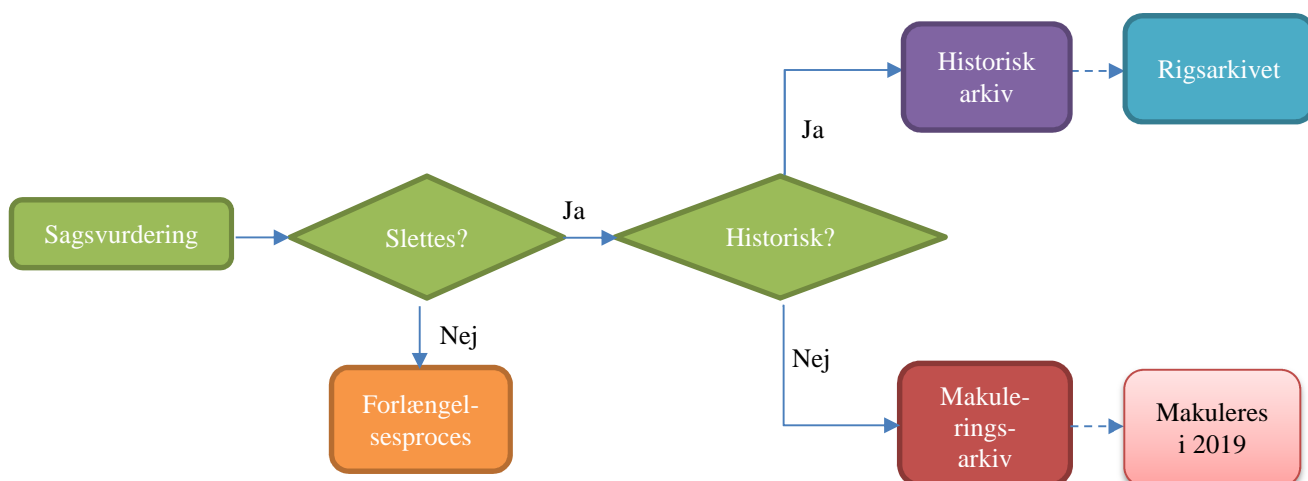 Historisk
arkiv
Rigsarkivet
Ja
Sagsvurdering
Slettes?
Ja
Historisk?
Nej
Forlængel-
sesproces
Nej
Makule-
rings-
arkiv
Makuleres
i 2019